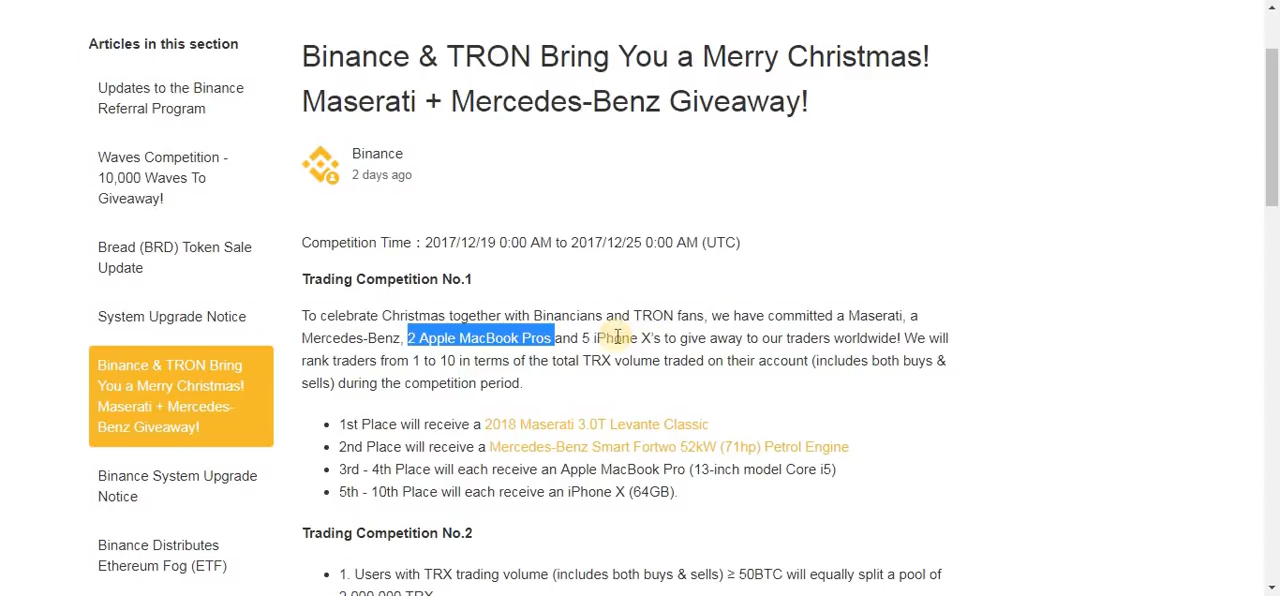 Articles in this section
Updates to the Binance
Referral Program
Waves Competition -
10,000 Waves To
Giveaway!
Bread (BRD) Token Sale
Update
System Upgrade Notice
Binance & TRON Bring
You a Merry Christmas!
Maserati + Mercedes-
Benz Giveaway!
Binance System Upgrade
Notice
Binance Distributes
Ethereum Fog (ETF)
Binance & TRON Bring You a Merry Christmas!
Maserati + Mercedes-Benz Giveaway!
Binance
2 days ago
Competition Time：2017/12/19 0:00 AM to 2017/12/25 0:00 AM (UTC)
Trading Competition No.1
To celebrate Christmas together with Binancians and TRON fans, we have committed a Maserati, a
Mercedes-Benz, 2 Apple MacBook Pros and 5 iPhone X's to give away to our traders worldwide! We will
rank traders from 1 to 10 in terms of the total TRX volume traded on their account (includes both buys &
sells) during the competition period.
• 1st Place will receive a 2018 Maserati 3.0T Levante Classic
• 2nd Place will receive a Mercedes-Benz Smart Fortwo 52kW (71hp) Petrol Engine
• 3rd - 4th Place will each receive an Apple MacBook Pro (13-inch model Core i5)
• 5th - 10th Place will each receive an iPhone X (64GB).
Trading Competition No.2
• 1. Users with TRX trading volume (includes both buys & sells) ≥ 50BTC will equally split a pool of
2,000,000 TRX